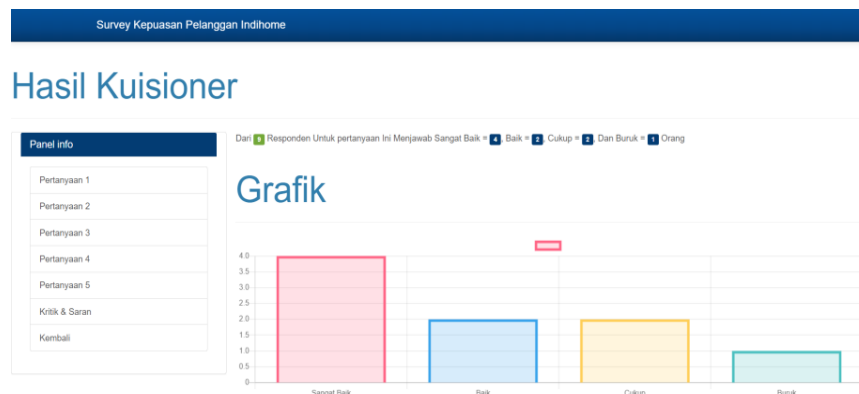 Survey Kepuasan Pelanggan Indihome
Hasil Kuisioner
Panel info
Pertanyaan 1
Pertanyaan 2
Pertanyaan 3
Pertanyaan 4
Pertanyaan 5
Kritik & Saran
Kembali
Dari 9 Responden Untuk pertanyaan Ini Menjawab Sangat Baik = 4, Baik = 2, Cukup = 2, Dan Buruk = 1 Orang
Grafik
4.0
3.5
3.0
2.5
2.0
1.5
1.0
0.5
0
Sangat Baik Baik Cukup Buruk